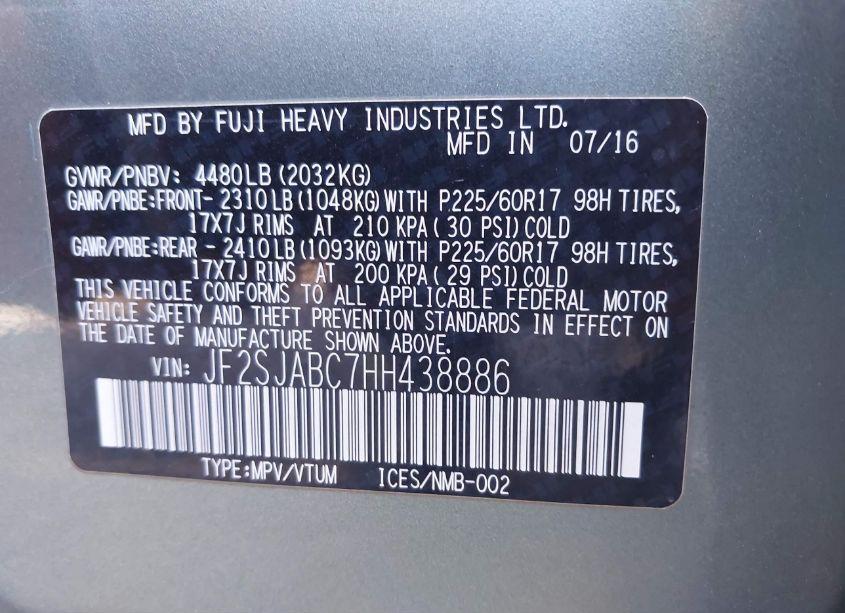 MFD BY FUJI HEAVY INDUSTRIES LTD.
MFD IN 07/16
GVWR/PNBV: 4480LB (2032KG)
GAWR/PNBE:FRONT- 2310LB (1048KG) WITH P225/60R17 98H TIRES,
17X7J RIMS AT 210 KPA ( 30 PSI) COLD
GAWR/PNBE:REAR - 2410LB (1093KG) WITH P225/60R17 98H TIRES,
17X7J RIMS AT 200 KPA ( 29 PSI) COLD
THIS VEHICLE CONFORMS TO ALL APPLICABLE FEDERAL MOTOR
VEHICLE SAFETY AND THEFT PREVENTION STANDARDS IN EFFECT ON
THE DATE OF MANUFACTURE SHOWN ABOVE.
VIN: JF2SJABC7HH438886
TYPE:MPV/VTUM ICES/NMB-002